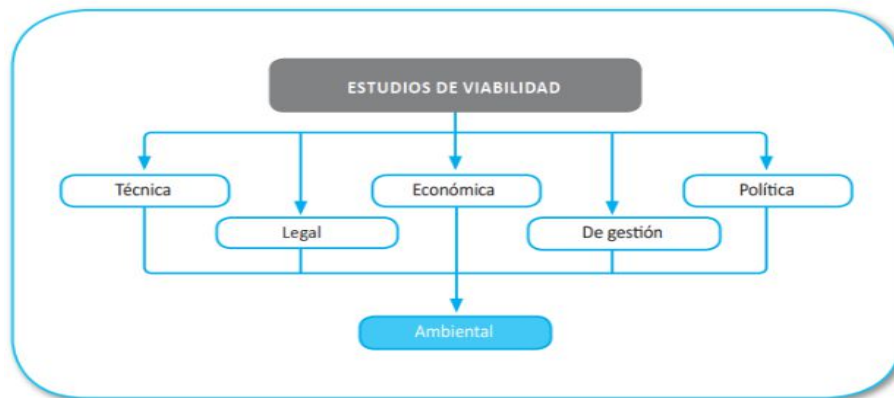 ESTUDIOS DE VIABILIDAD
Técnica
Económica
Política
Legal
De gestión
Ambiental